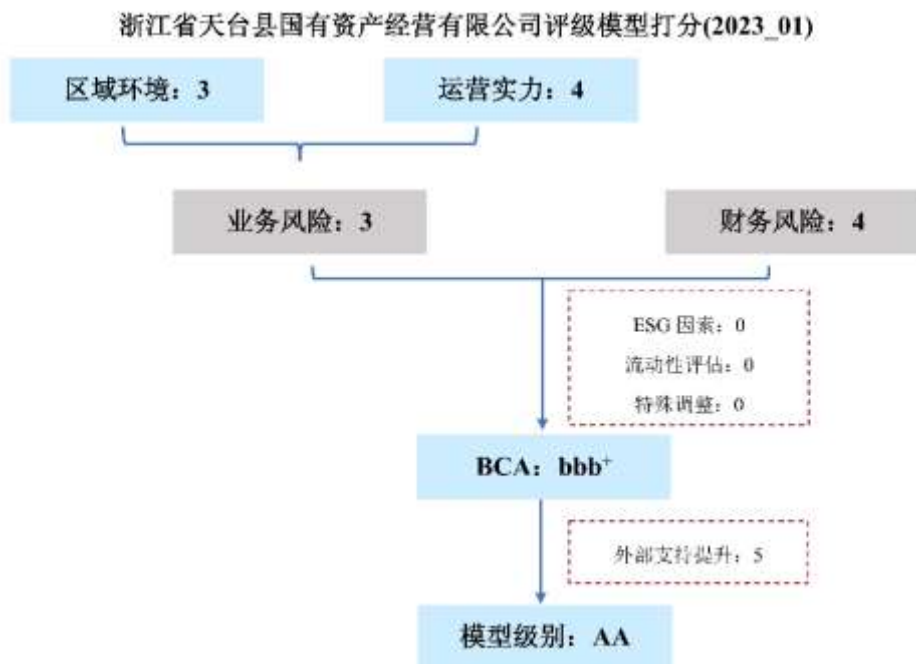 浙江省天台县国有资产经营有限公司评级模型打分(2023_01)
区域环境：3
运营实力：4
业务风险：3
财务风险：4
ESG 因素：0
流动性评估：0
特殊调整：0
BCA：bbb⁺
外部支持提升：5
模型级别：AA